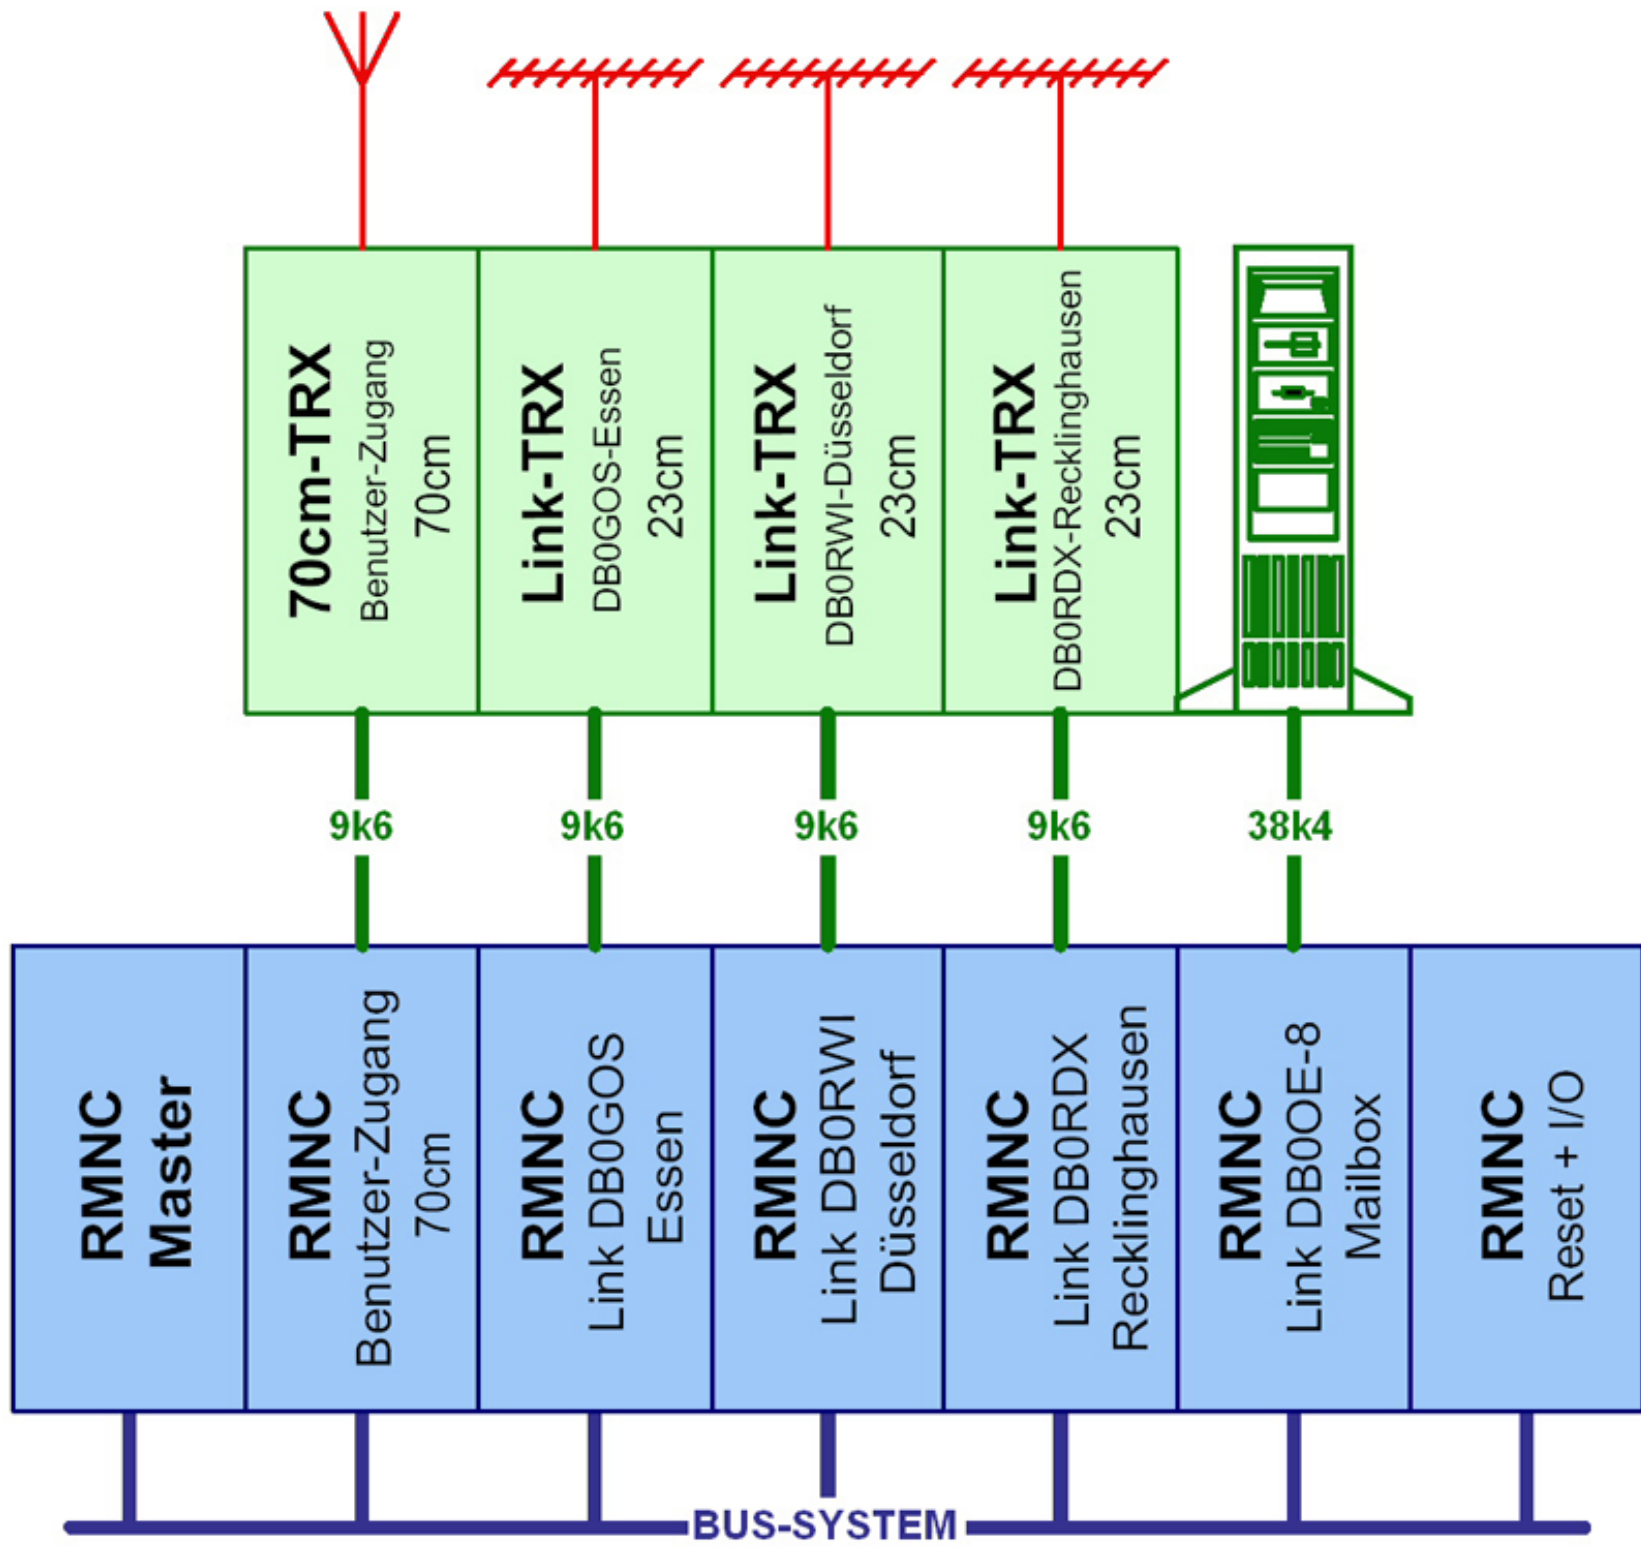 70cm-TRX
Benutzer-Zugang
70cm
Link-TRX
DB0GOS-Essen
23cm
Link-TRX
DB0RWI-Düsseldorf
23cm
Link-TRX
DB0RDX-Recklinghausen
23cm
9k6
9k6
9k6
9k6
38k4
RMNC
Master
RMNC
Benutzer-Zugang
70cm
RMNC
Link DB0GOS
Essen
RMNC
Link DB0RWI
Düsseldorf
RMNC
Link DB0RDX
Recklinghausen
RMNC
Link DB0OE-8
Mailbox
RMNC
Reset + I/O
BUS-SYSTEM